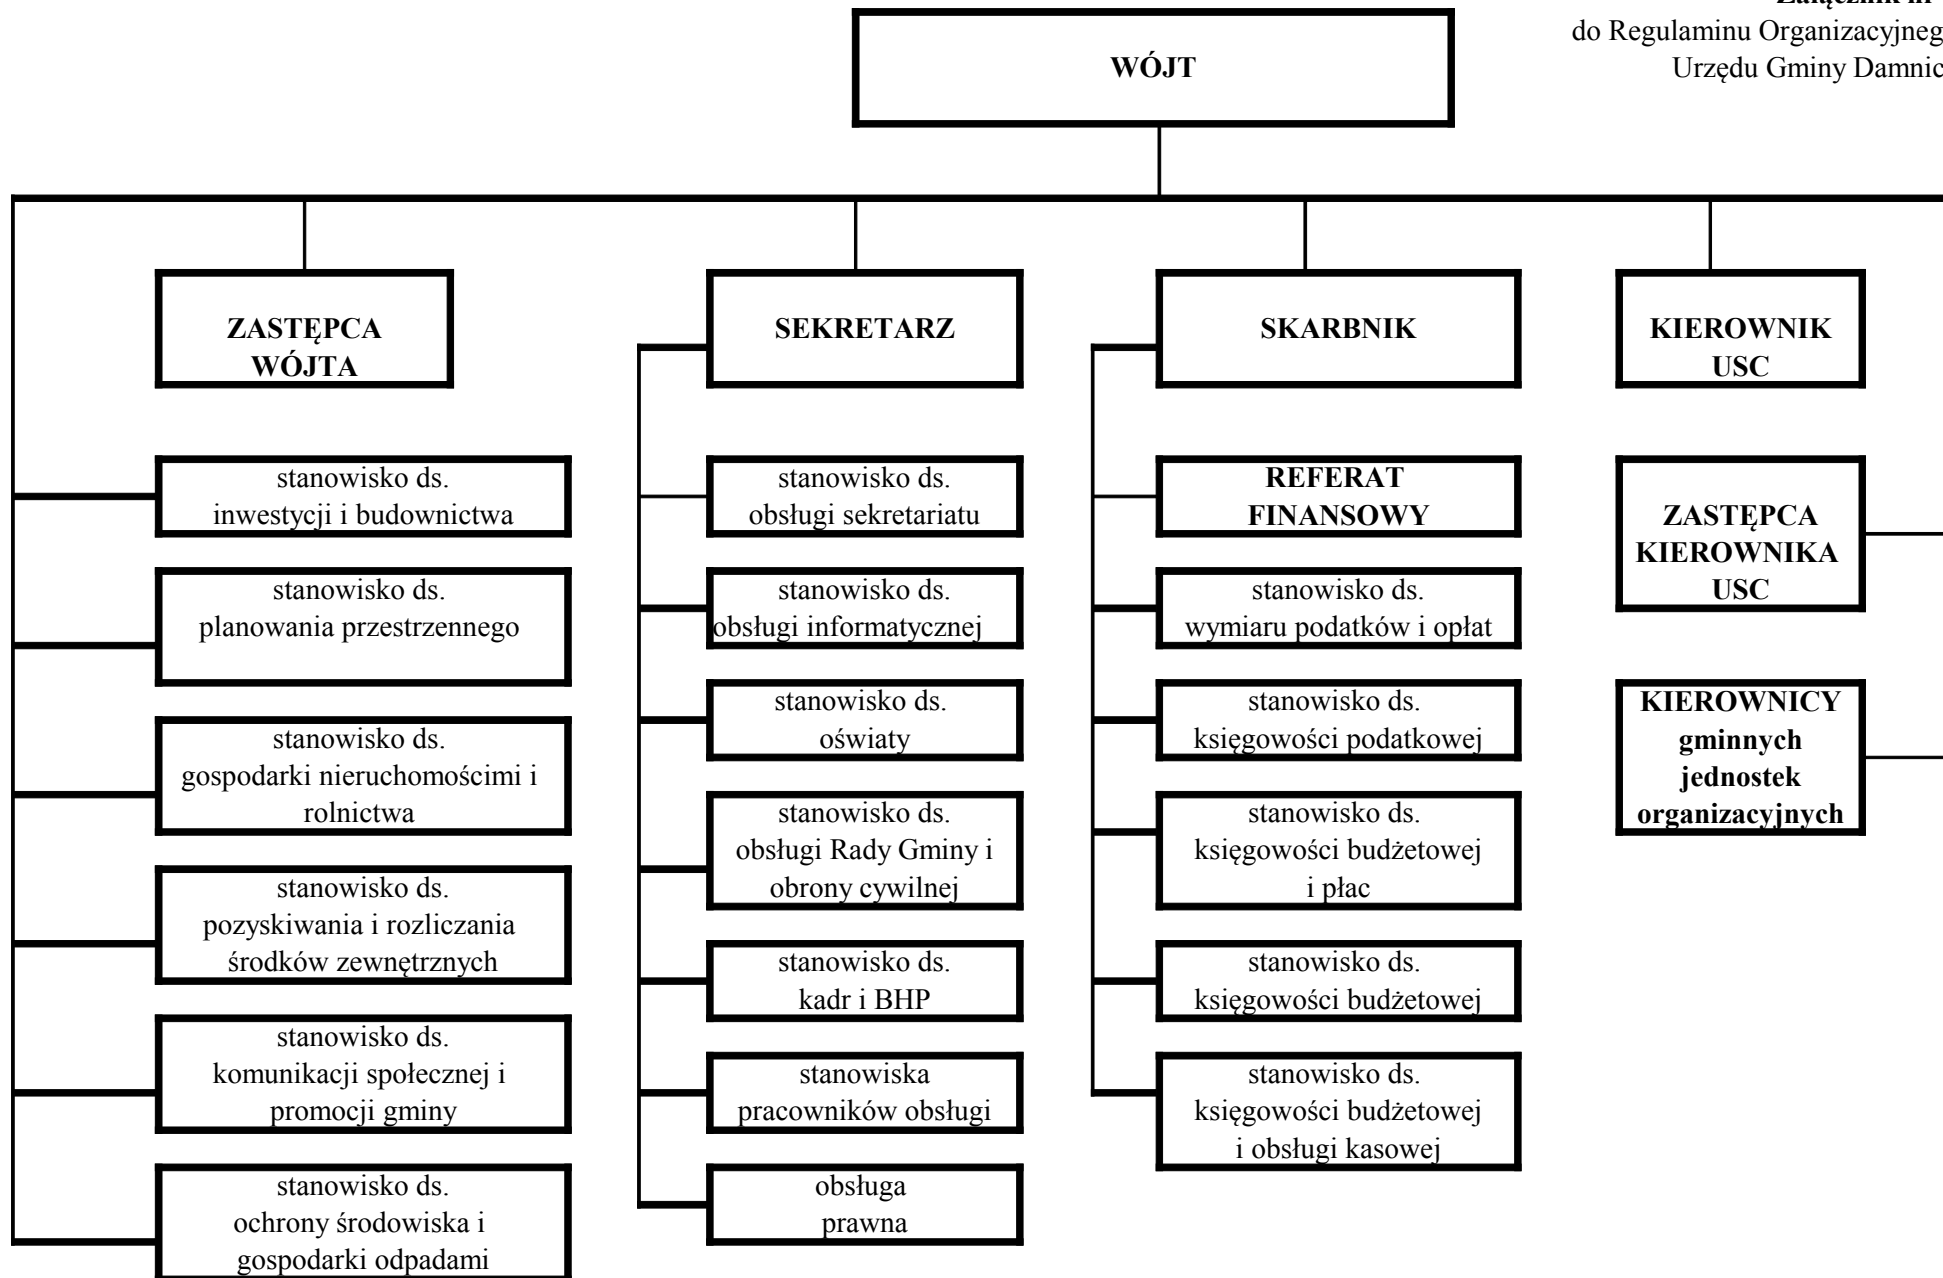 do Regulaminu Organizacyjneg
Urzędu Gminy Damnic
WÓJT
ZASTĘPCA
WÓJTA
SEKRETARZ
SKARBNIK
KIEROWNIK
USC
stanowisko ds.
inwestycji i budownictwa
stanowisko ds.
planowania przestrzennego
stanowisko ds.
gospodarki nieruchomościmi i
rolnictwa
stanowisko ds.
pozyskiwania i rozliczania
środków zewnętrznych
stanowisko ds.
komunikacji społecznej i
promocji gminy
stanowisko ds.
ochrony środowiska i
gospodarki odpadami
stanowisko ds.
obsługi sekretariatu
stanowisko ds.
obsługi informatycznej
stanowisko ds.
oświaty
stanowisko ds.
obsługi Rady Gminy i
obrony cywilnej
stanowisko ds.
kadr i BHP
stanowiska
pracowników obsługi
obsługa
prawna
REFERAT
FINANSOWY
stanowisko ds.
wymiaru podatków i opłat
stanowisko ds.
księgowości podatkowej
stanowisko ds.
księgowości budżetowej
i płac
stanowisko ds.
księgowości budżetowej
stanowisko ds.
księgowości budżetowej
i obsługi kasowej
ZASTĘPCA
KIEROWNIKA
USC
KIEROWNICY
gminnych
jednostek
organizacyjnych